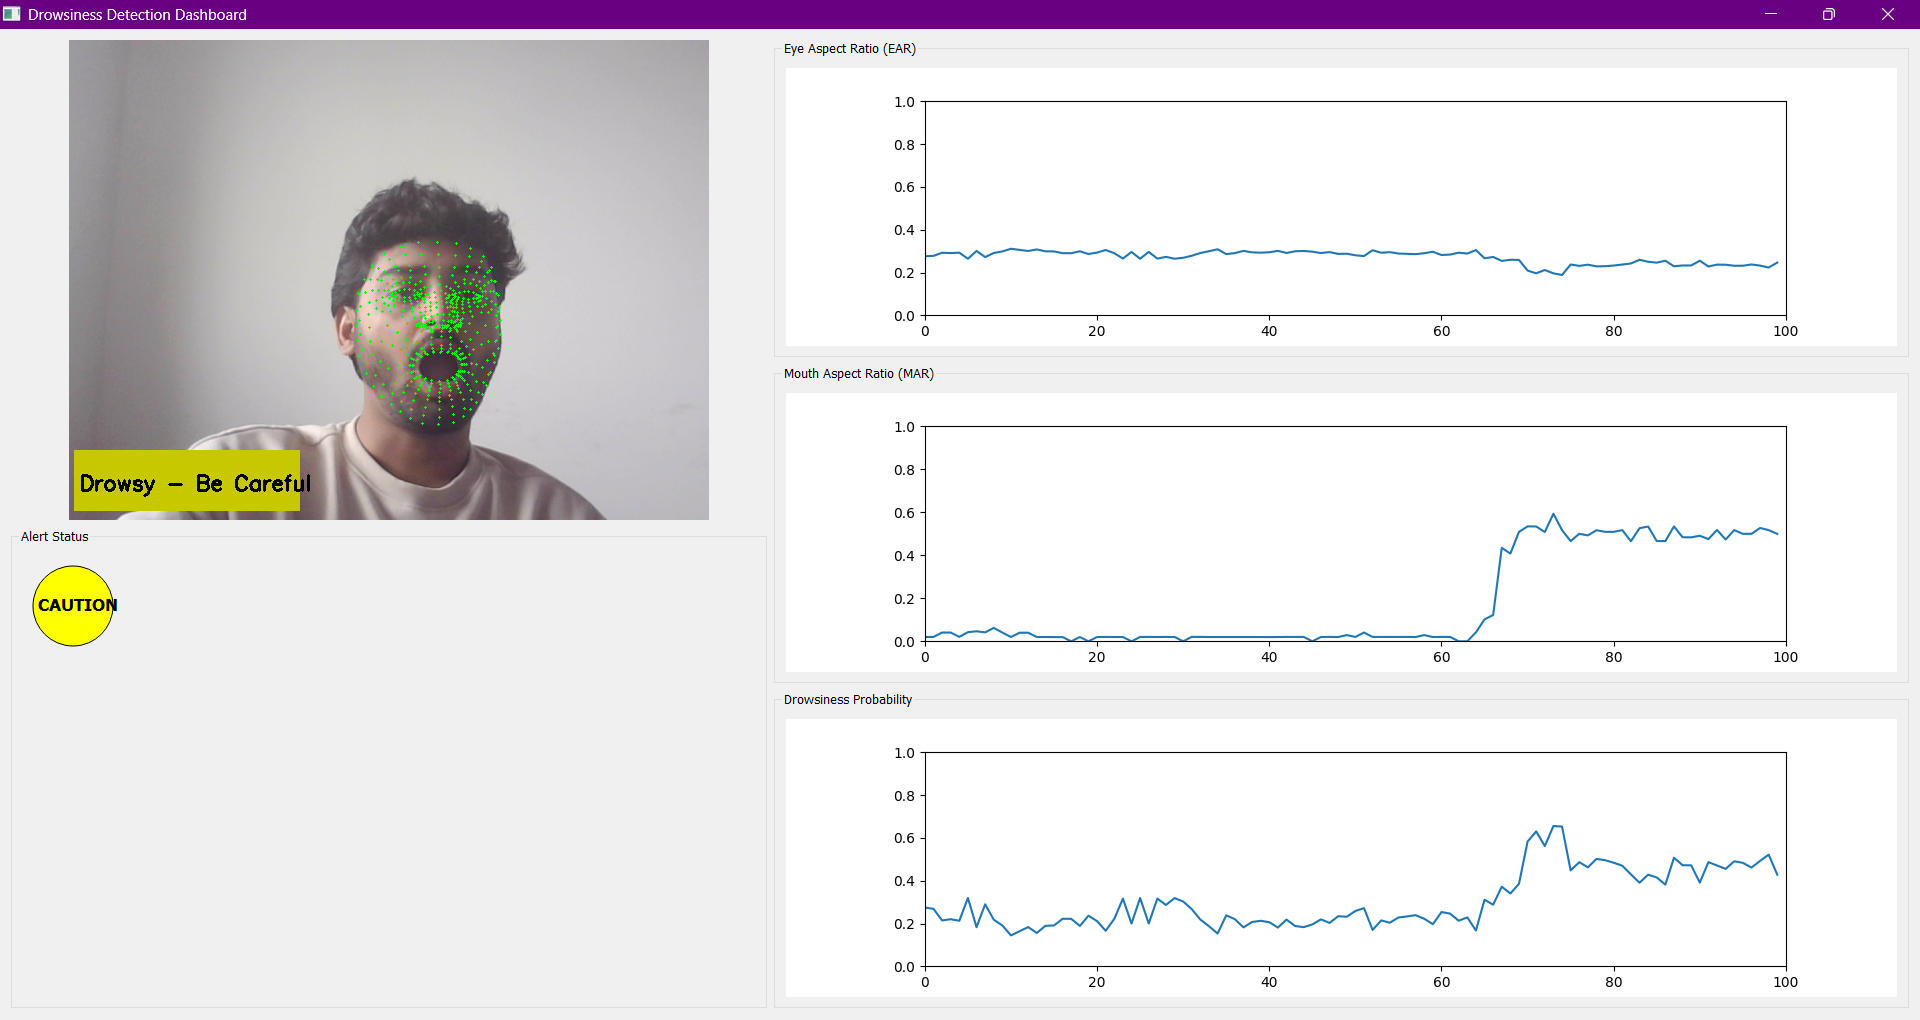 Drowsiness Detection Dashboard
Drowsy - Be Careful
Alert Status
CAUTION
Eye Aspect Ratio (EAR)
1.0
0.8
0.6
0.4
0.2
0.0
0 20 40 60 80 100
Mouth Aspect Ratio (MAR)
1.0
0.8
0.6
0.4
0.2
0.0
0 20 40 60 80 100
Drowsiness Probability
1.0
0.8
0.6
0.4
0.2
0.0
0 20 40 60 80 100